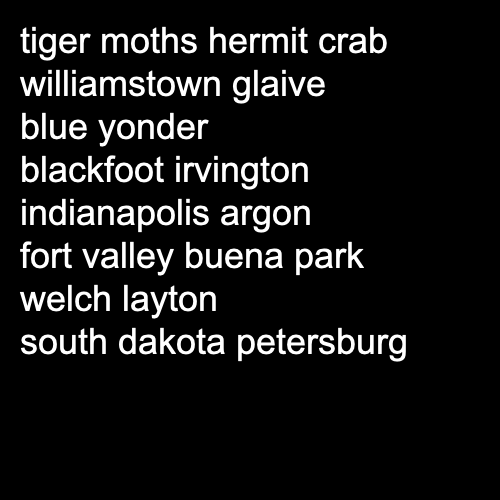 tiger moths hermit crab
williamstown glaive
blue yonder
blackfoot irvington
indianapolis argon
fort valley buena park
welch layton
south dakota petersburg